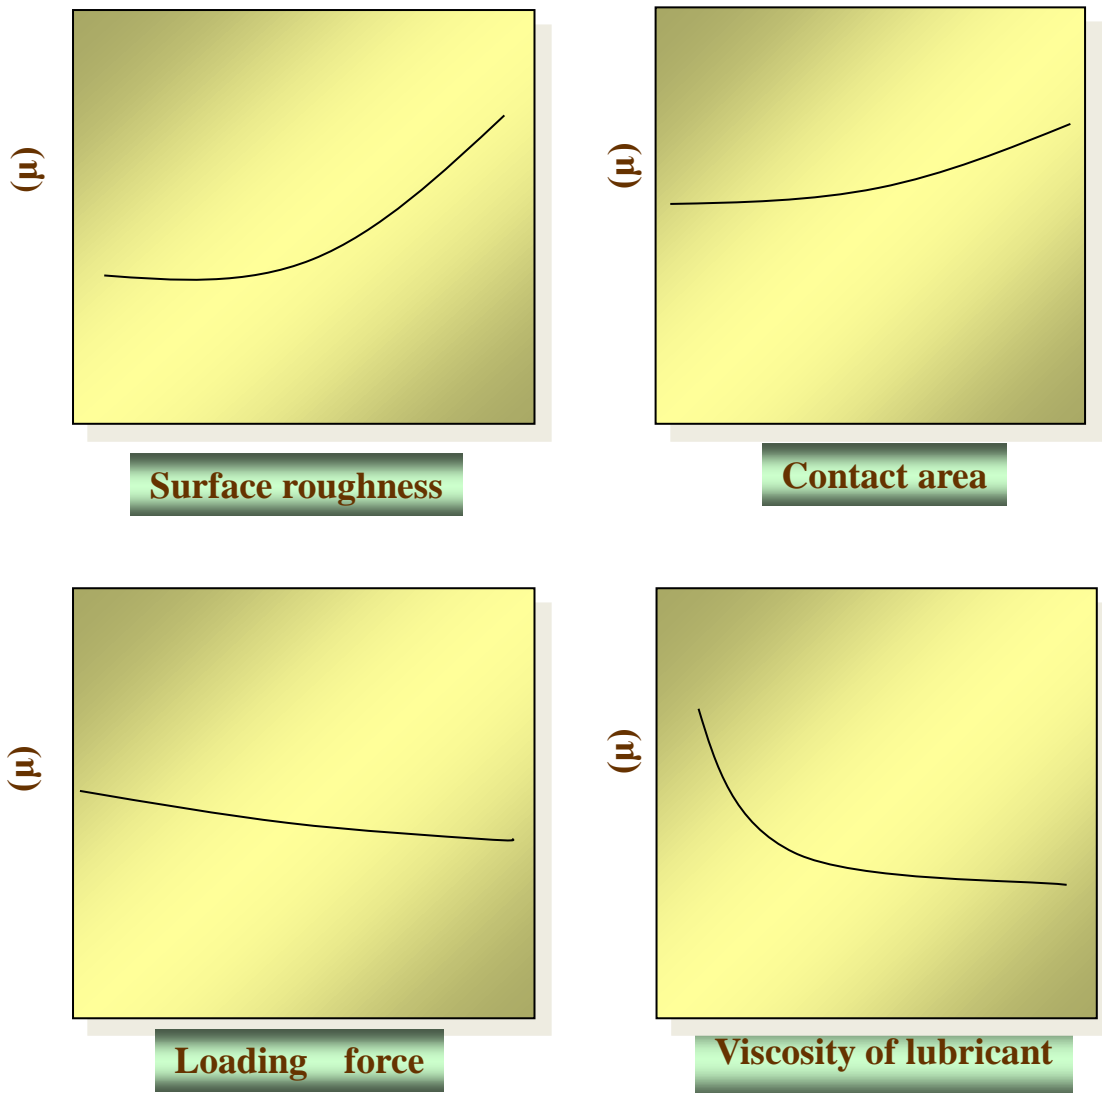 (μ)
(μ)
Surface roughness
Contact area
(μ)
(μ)
Loading force
Viscosity of lubricant